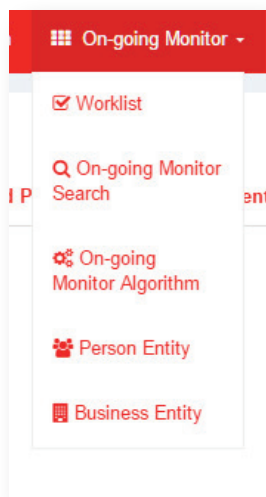 On-going Monitor
Worklist
On-going Monitor
Search
On-going
Monitor Algorithm
Person Entity
Business Entity